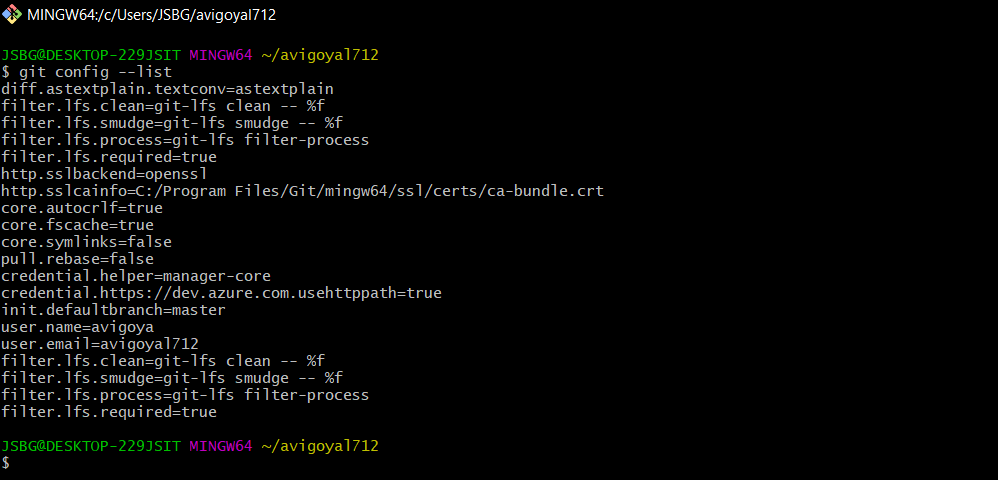 MINGW64:/c/Users/JSBG/avigoyal712
JSBG@DESKTOP-229JSIT MINGW64 ~/avigoyal712
$ git config --list
diff.astextplain.textconv=astextplain
filter.lfs.clean=git-lfs clean -- %f
filter.lfs.smudge=git-lfs smudge -- %f
filter.lfs.process=git-lfs filter-process
filter.lfs.required=true
http.sslbackend=openssl
http.sslcainfo=C:/Program Files/Git/mingw64/ssl/certs/ca-bundle.crt
core.autocrlf=true
core.fscache=true
core.symlinks=false
pull.rebase=false
credential.helper=manager-core
credential.https://dev.azure.com.usehttppath=true
init.defaultbranch=master
user.name=avigoya
user.email=avigoyal712
filter.lfs.clean=git-lfs clean -- %f
filter.lfs.smudge=git-lfs smudge -- %f
filter.lfs.process=git-lfs filter-process
filter.lfs.required=true
JSBG@DESKTOP-229JSIT MINGW64 ~/avigoyal712
$